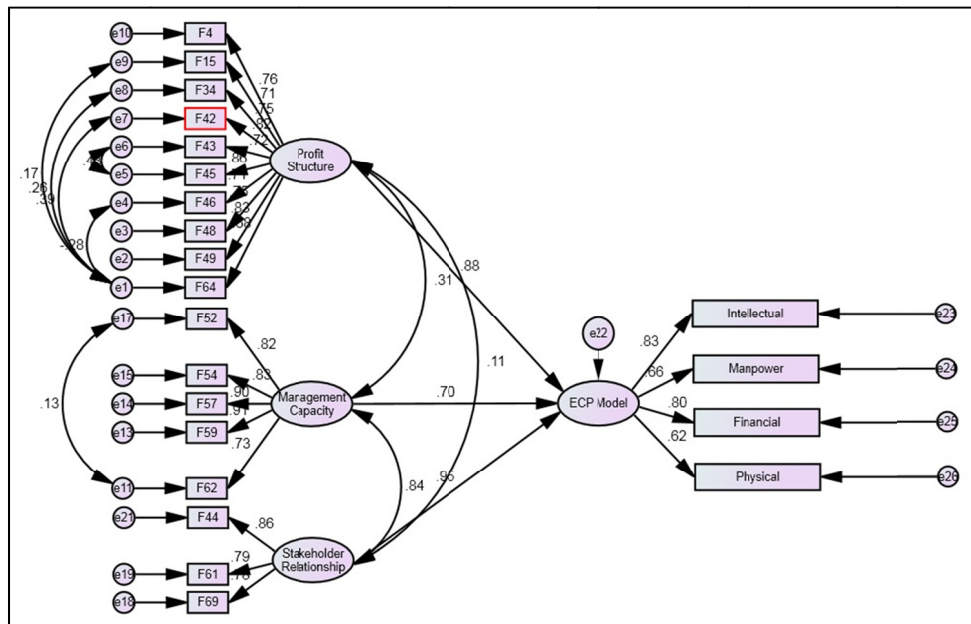 e10
F4
e9
F15
e8
F34
e7
F42
e6
F43
e5
F45
e4
F46
e3
F48
e2
F49
e1
F64
.76
.71
.75
.82
.72
.83
.17
.26
.39
-.28
Profit
Structure
e17
F52
e15
F54
e14
F57
e13
F59
e11
F62
.13
.82
.83
.90
.91
.73
Management
Capacity
e21
F44
e19
F61
e18
F69
.86
.79
Stakeholder
Relationship
.31
.88
.11
.70
.84
.95
e22
ECP Model
.83
.66
.80
.62
Intellectual
Manpower
Financial
Physical
e23
e24
e25
e26